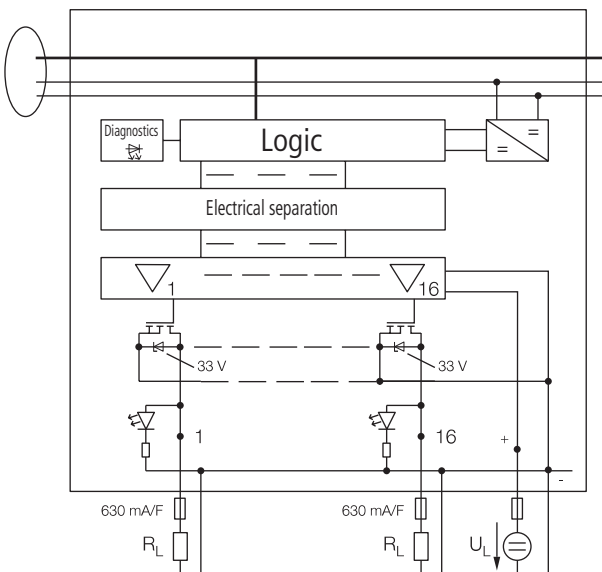 Diagnostics
Logic
=
=
Electrical separation
1
16
33 V
33 V
1
16
+
-
630 mA/F
630 mA/F
RL
RL
UL
=